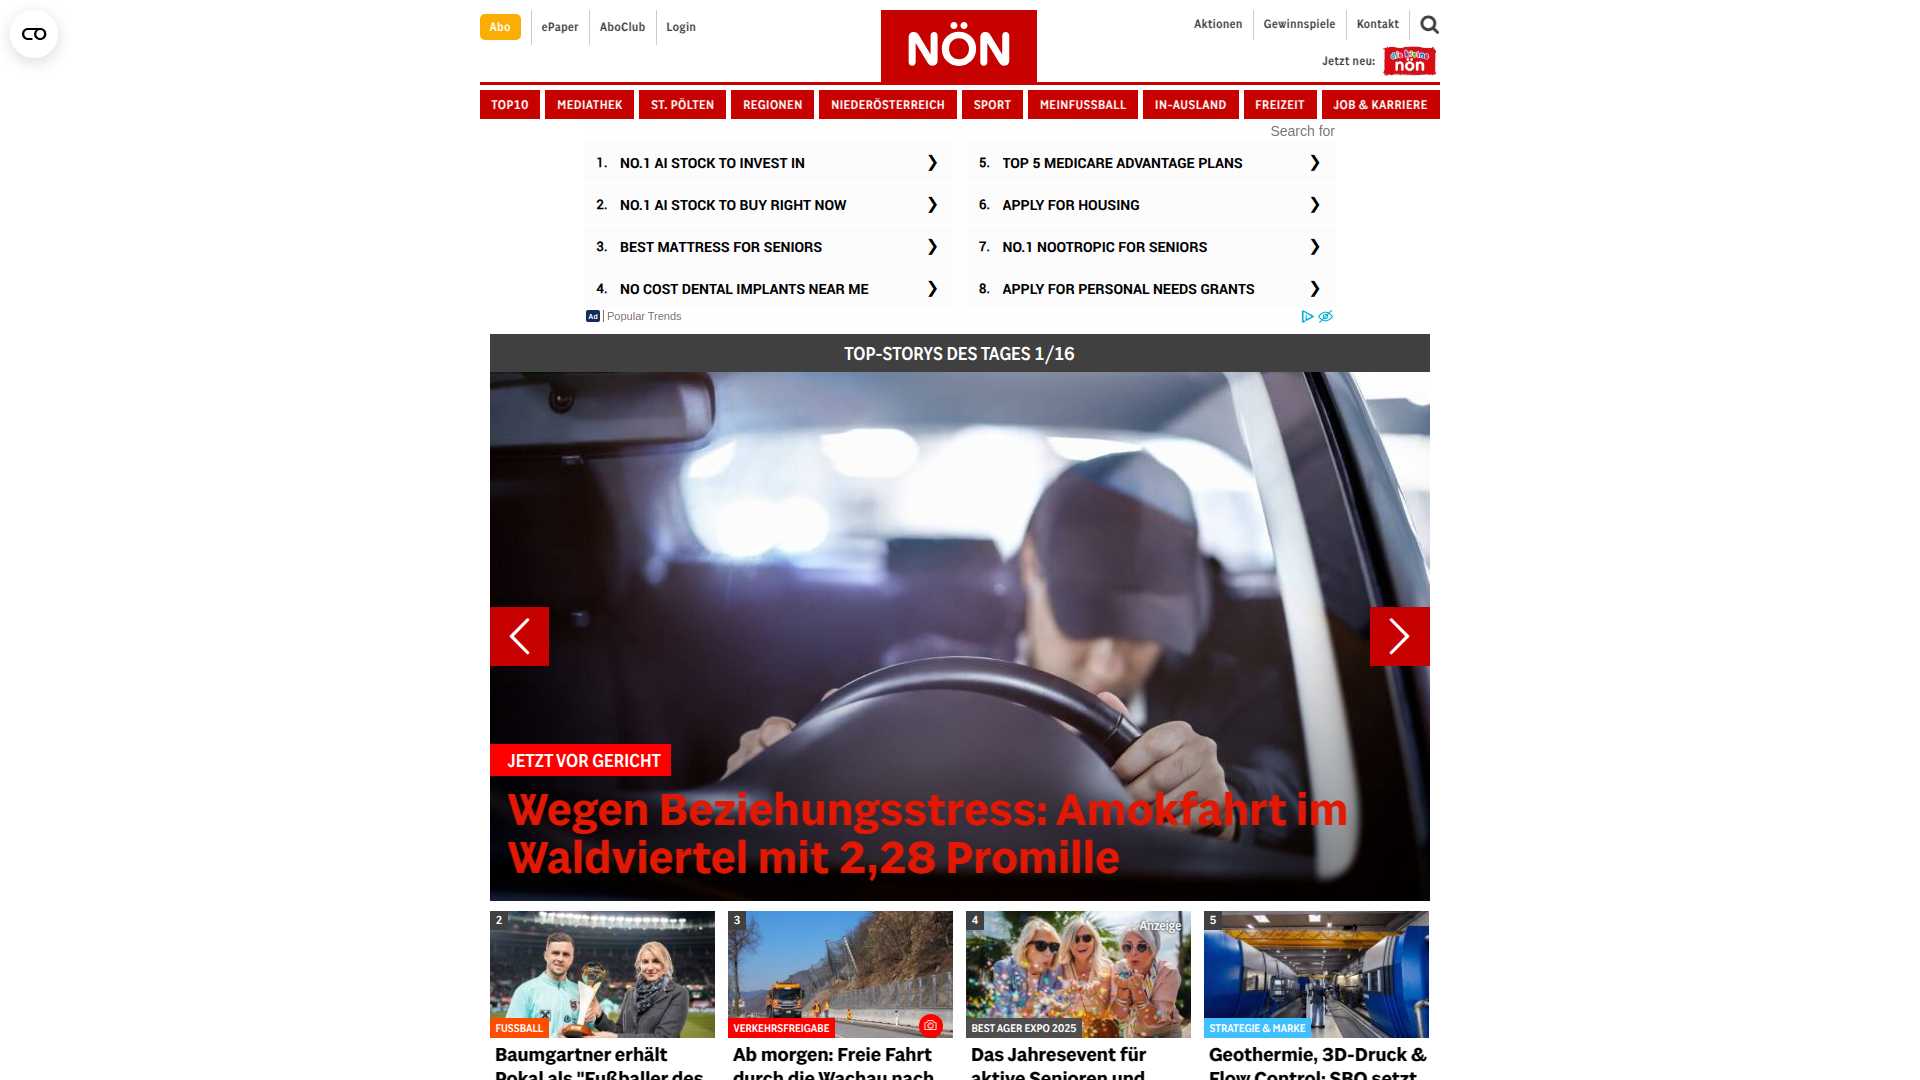 Abo
ePaper
AboClub
Login
NÖN
Aktionen
Gewinnspiele
Kontakt
Jetzt neu:
die kleine
nön
TOP10
MEDIATHEK
ST. PÖLTEN
REGIONEN
NIEDERÖSTERREICH
SPORT
MEINFUSSBALL
IN-AUSLAND
FREIZEIT
JOB & KARRIERE
Search for
1. NO.1 AI STOCK TO INVEST IN
2. NO.1 AI STOCK TO BUY RIGHT NOW
3. BEST MATTRESS FOR SENIORS
4. NO COST DENTAL IMPLANTS NEAR ME
5. TOP 5 MEDICARE ADVANTAGE PLANS
6. APPLY FOR HOUSING
7. NO.1 NOOTROPIC FOR SENIORS
8. APPLY FOR PERSONAL NEEDS GRANTS
Ad | Popular Trends
TOP-STORYS DES TAGES 1/16
JETZT VOR GERICHT
Wegen Beziehungsstress: Amokfahrt im
Waldviertel mit 2,28 Promille
2
FUSSBALL
Baumgartner erhält
Pokal als "Fußballer des
3
VERKEHRSFREIGABE
Ab morgen: Freie Fahrt
durch die Wachau nach
4
Anzeige
BEST AGER EXPO 2025
Das Jahresevent für
aktive Senioren und
5
STRATEGIE & MARKE
Geothermie, 3D-Druck &
Flow Control: SBO setzt